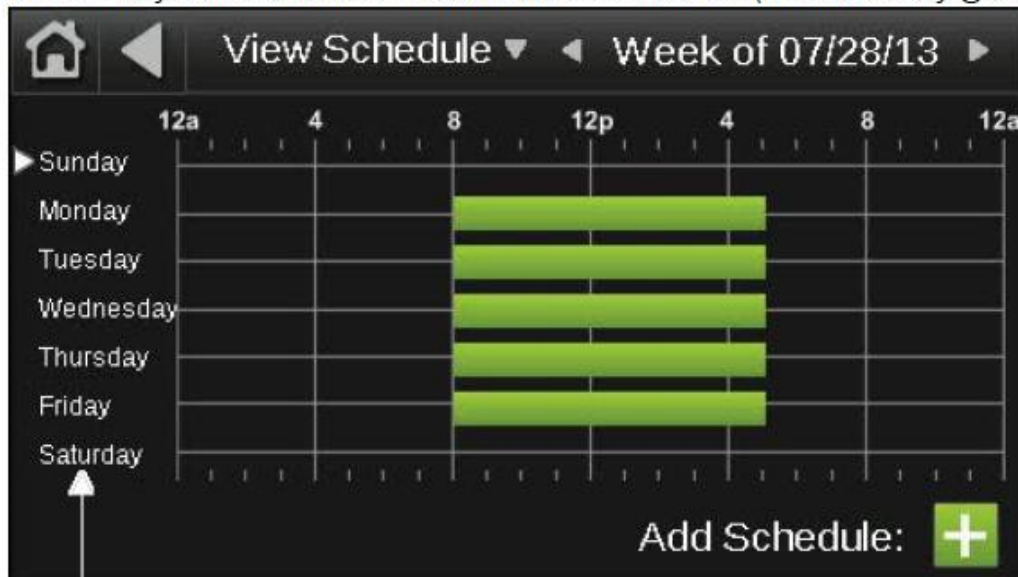 View Schedule ▼ ◀ Week of 07/28/13 ▶
12a 4 8 12p 4 8 12a
Sunday
Monday
Tuesday
Wednesday
Thursday
Friday
Saturday
Add Schedule: +